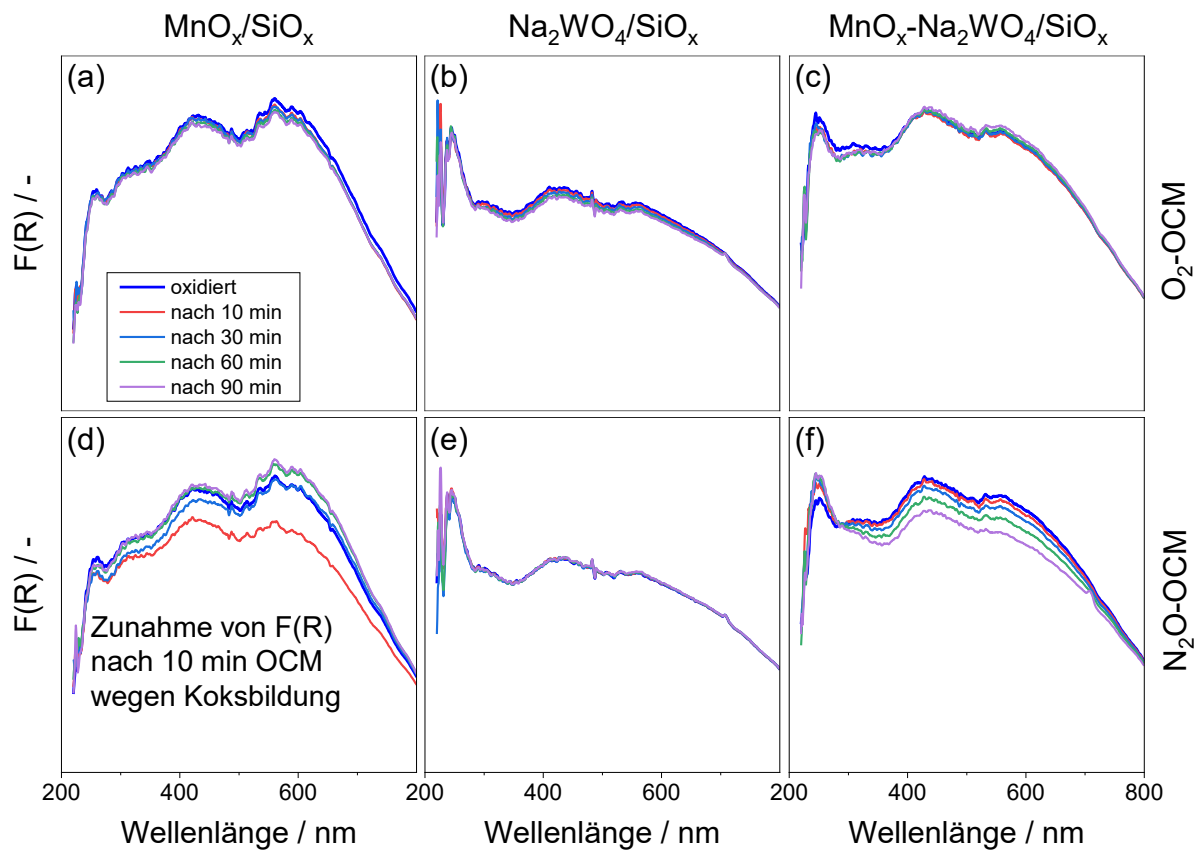 MnOₓ/SiOₓ
Na₂WO₄/SiOₓ
MnOₓ-Na₂WO₄/SiOₓ
(a)
(b)
(c)
F(R) / -
O₂-OCM
oxidiert
nach 10 min
nach 30 min
nach 60 min
nach 90 min
(d)
(e)
(f)
F(R) / -
N₂O-OCM
Zunahme von F(R)
nach 10 min OCM
wegen Koksbildung
200 400 600 200 400 600 200 400 600 800
Wellenlänge / nm
Wellenlänge / nm
Wellenlänge / nm